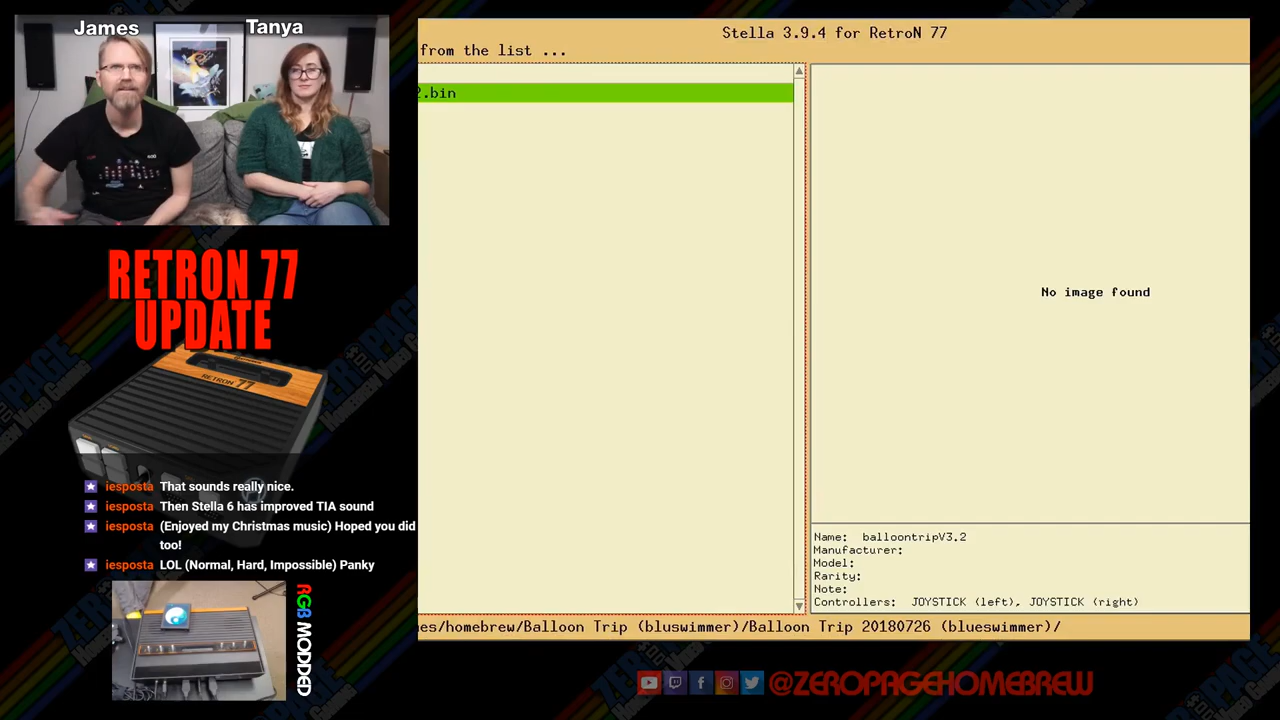 James
Tanya
Stella 3.9.4 for RetroN 77
from the list ...
2.bin
No image found
RETRON 77
UPDATE
RETRON 77
iesposta That sounds really nice.
iesposta Then Stella 6 has improved TIA sound
iesposta (Enjoyed my Christmas music) Hoped you did
too!
iesposta LOL (Normal, Hard, Impossible) Panky
RGB MODDED
Name: balloontripV3.2
Manufacturer:
Model:
Rarity:
Note:
Controllers: JOYSTICK (left), JOYSTICK (right)
es/homebrew/Balloon Trip (bluswimmer)/Balloon Trip 20180726 (blueswimmer)/
@ZEROPAGEHOMEBREW